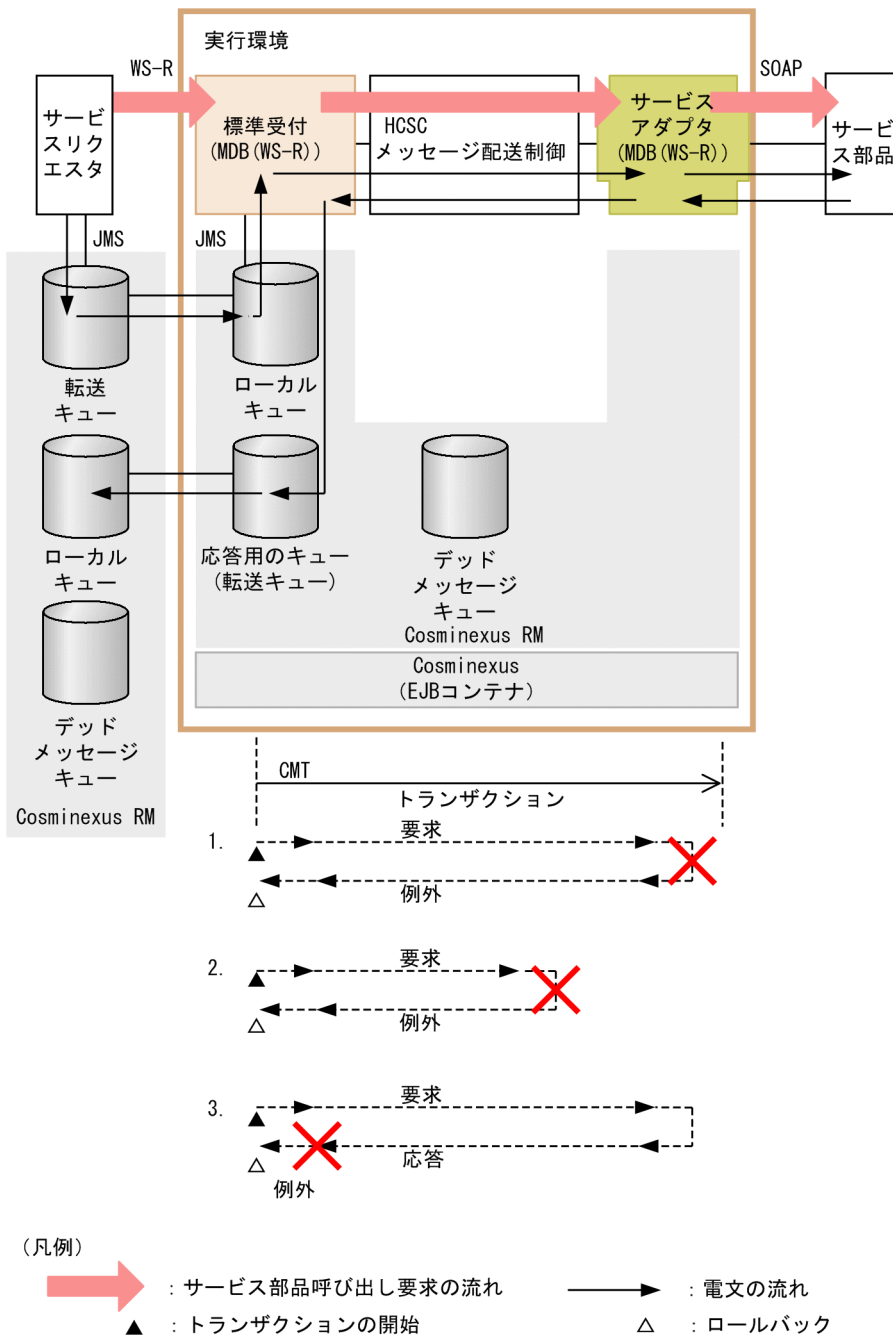 実行環境
WS-R
SOAP
サービ
スリク
エスタ
標準受付
(MDB(WS-R))
HCSC
メッセージ配送制御
サービス
アダプタ
(MDB(WS-R))
サービ
ス部品
JMS
JMS
転送
キュー
ローカル
キュー
ローカル
キュー
応答用のキュー
(転送キュー)
デッド
メッセージ
キュー
Cosminexus RM
Cosminexus
(EJBコンテナ)
デッド
メッセージ
キュー
Cosminexus RM
CMT
トランザクション
1.
要求
例外
2.
要求
例外
3.
要求
応答
例外
(凡例)
：サービス部品呼び出し要求の流れ
：電文の流れ
▲ ：トランザクションの開始
△ ：ロールバック